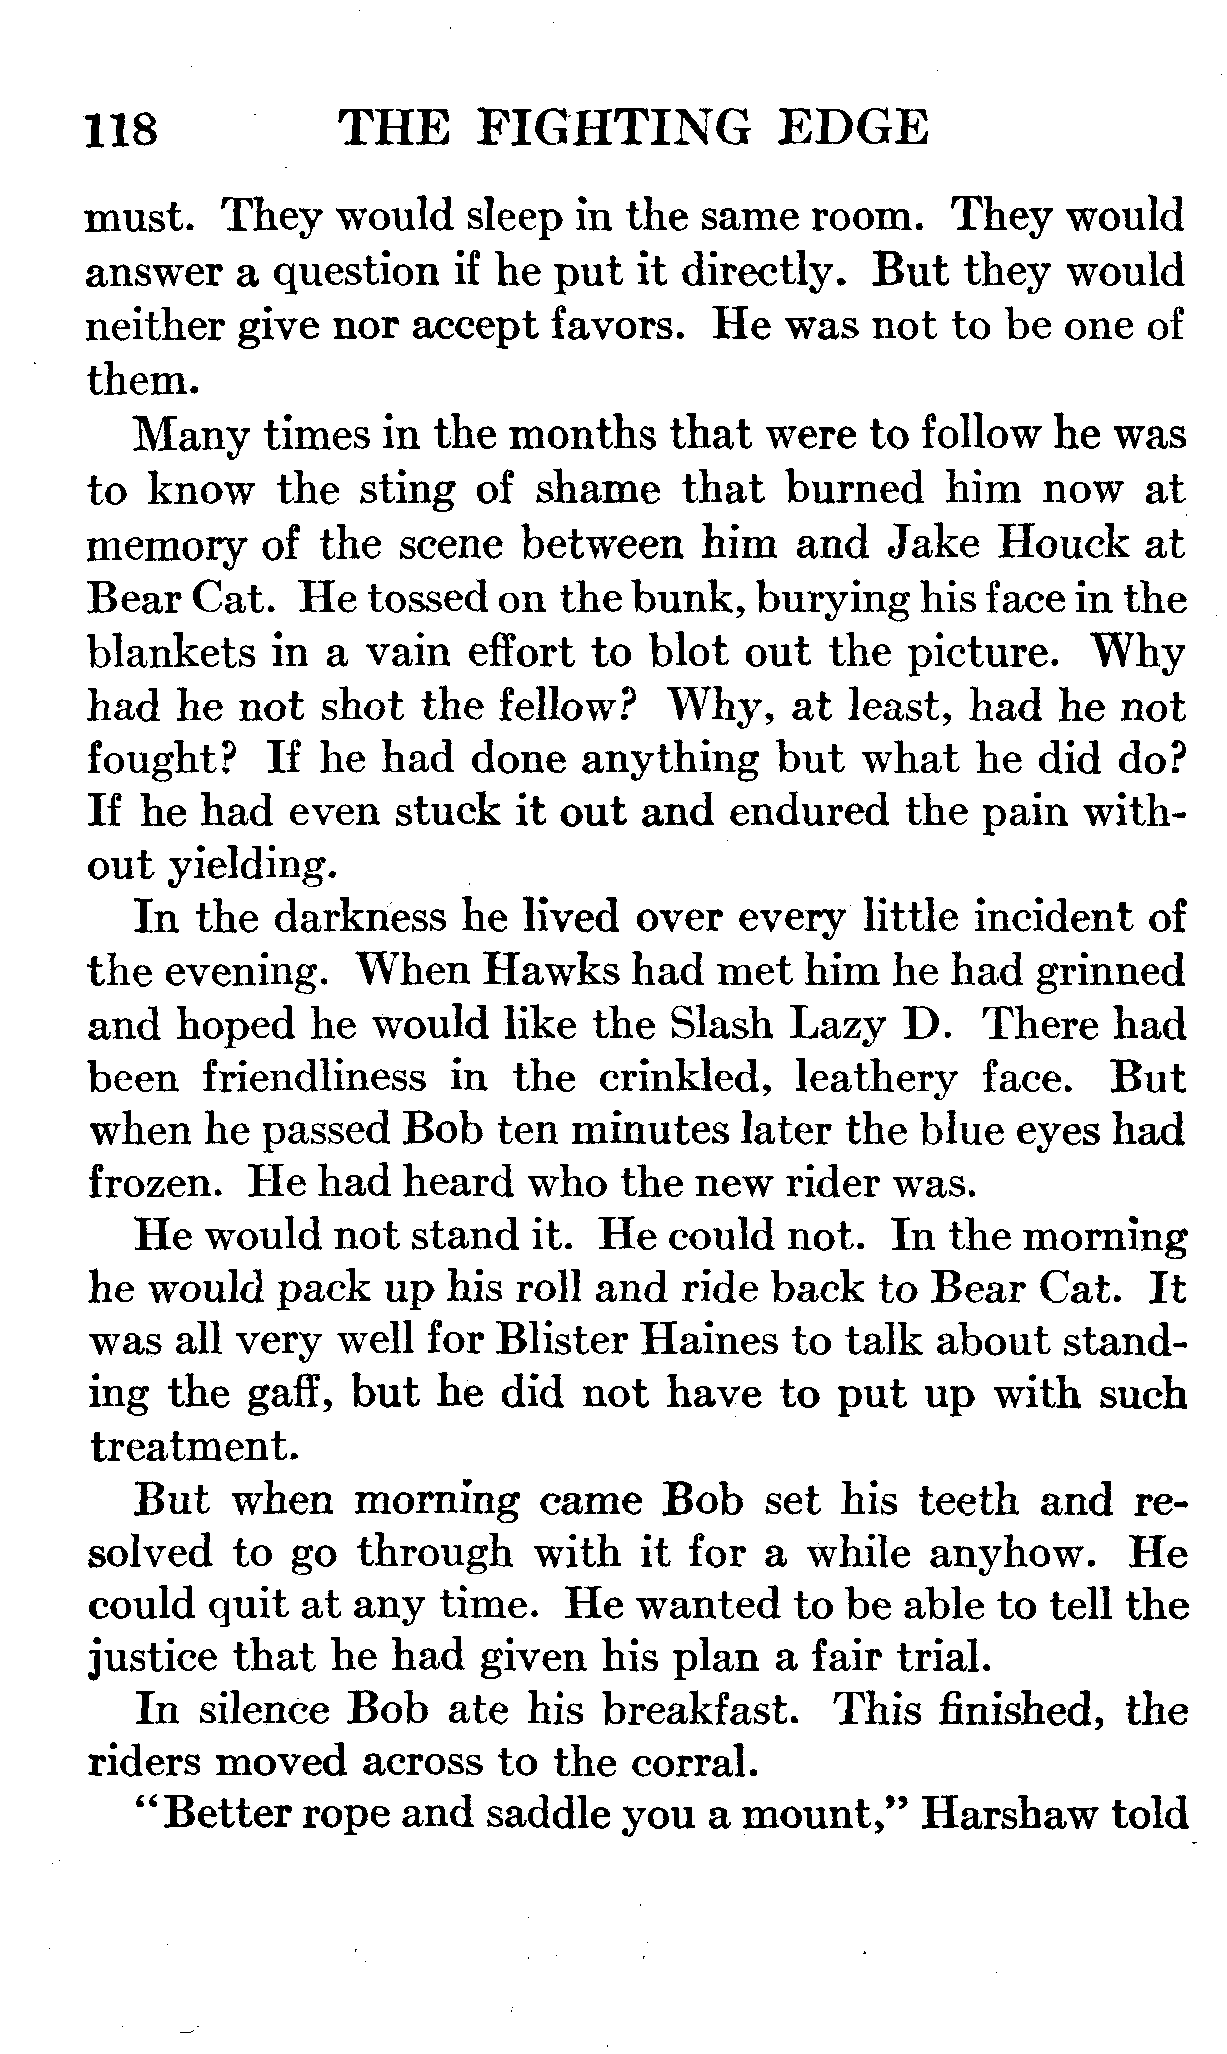 118 THE FIGHTING EDGE
must. They would sleep in the same room. They would
answer a question if he put it directly. But they would
neither give nor accept favors. He was not to be one of
them.
Many times in the months that were to follow he was
to know the sting of shame that burned him now at
memory of the scene between him and Jake Houck at
Bear Cat. He tossed on the bunk, burying his face in the
blankets in a vain effort to blot out the picture. Why
had he not shot the fellow? Why, at least, had he not
fought? If he had done anything but what he did do?
If he had even stuck it out and endured the pain with-
out yielding.
In the darkness he lived over every little incident of
the evening. When Hawks had met him he had grinned
and hoped he would like the Slash Lazy D. There had
been friendliness in the crinkled, leathery face. But
when he passed Bob ten minutes later the blue eyes had
frozen. He had heard who the new rider was.
He would not stand it. He could not. In the morning
he would pack up his roll and ride back to Bear Cat. It
was all very well for Blister Haines to talk about stand-
ing the gaff, but he did not have to put up with such
treatment.
But when morning came Bob set his teeth and re-
solved to go through with it for a while anyhow. He
could quit at any time. He wanted to be able to tell the
justice that he had given his plan a fair trial.
In silence Bob ate his breakfast. This finished, the
riders moved across to the corral.
“Better rope and saddle you a mount,” Harshaw told